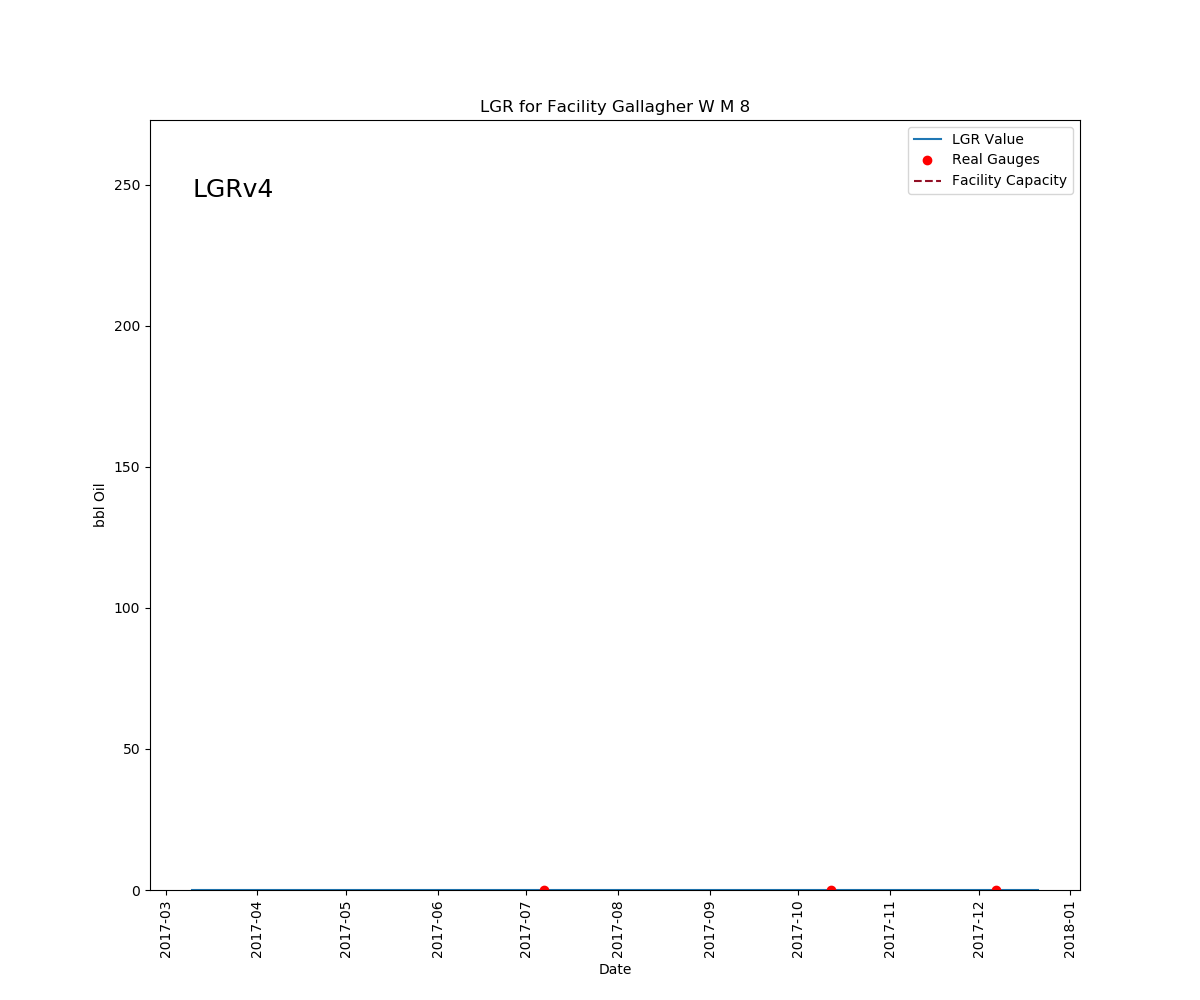 LGR for Facility Gallagher W M 8
LGRv4
LGR Value
Real Gauges
Facility Capacity
bbl Oil
250
200
150
100
50
0
2017-03
2017-04
2017-05
2017-06
2017-07
2017-08
2017-09
2017-10
2017-11
2017-12
2018-01
Date